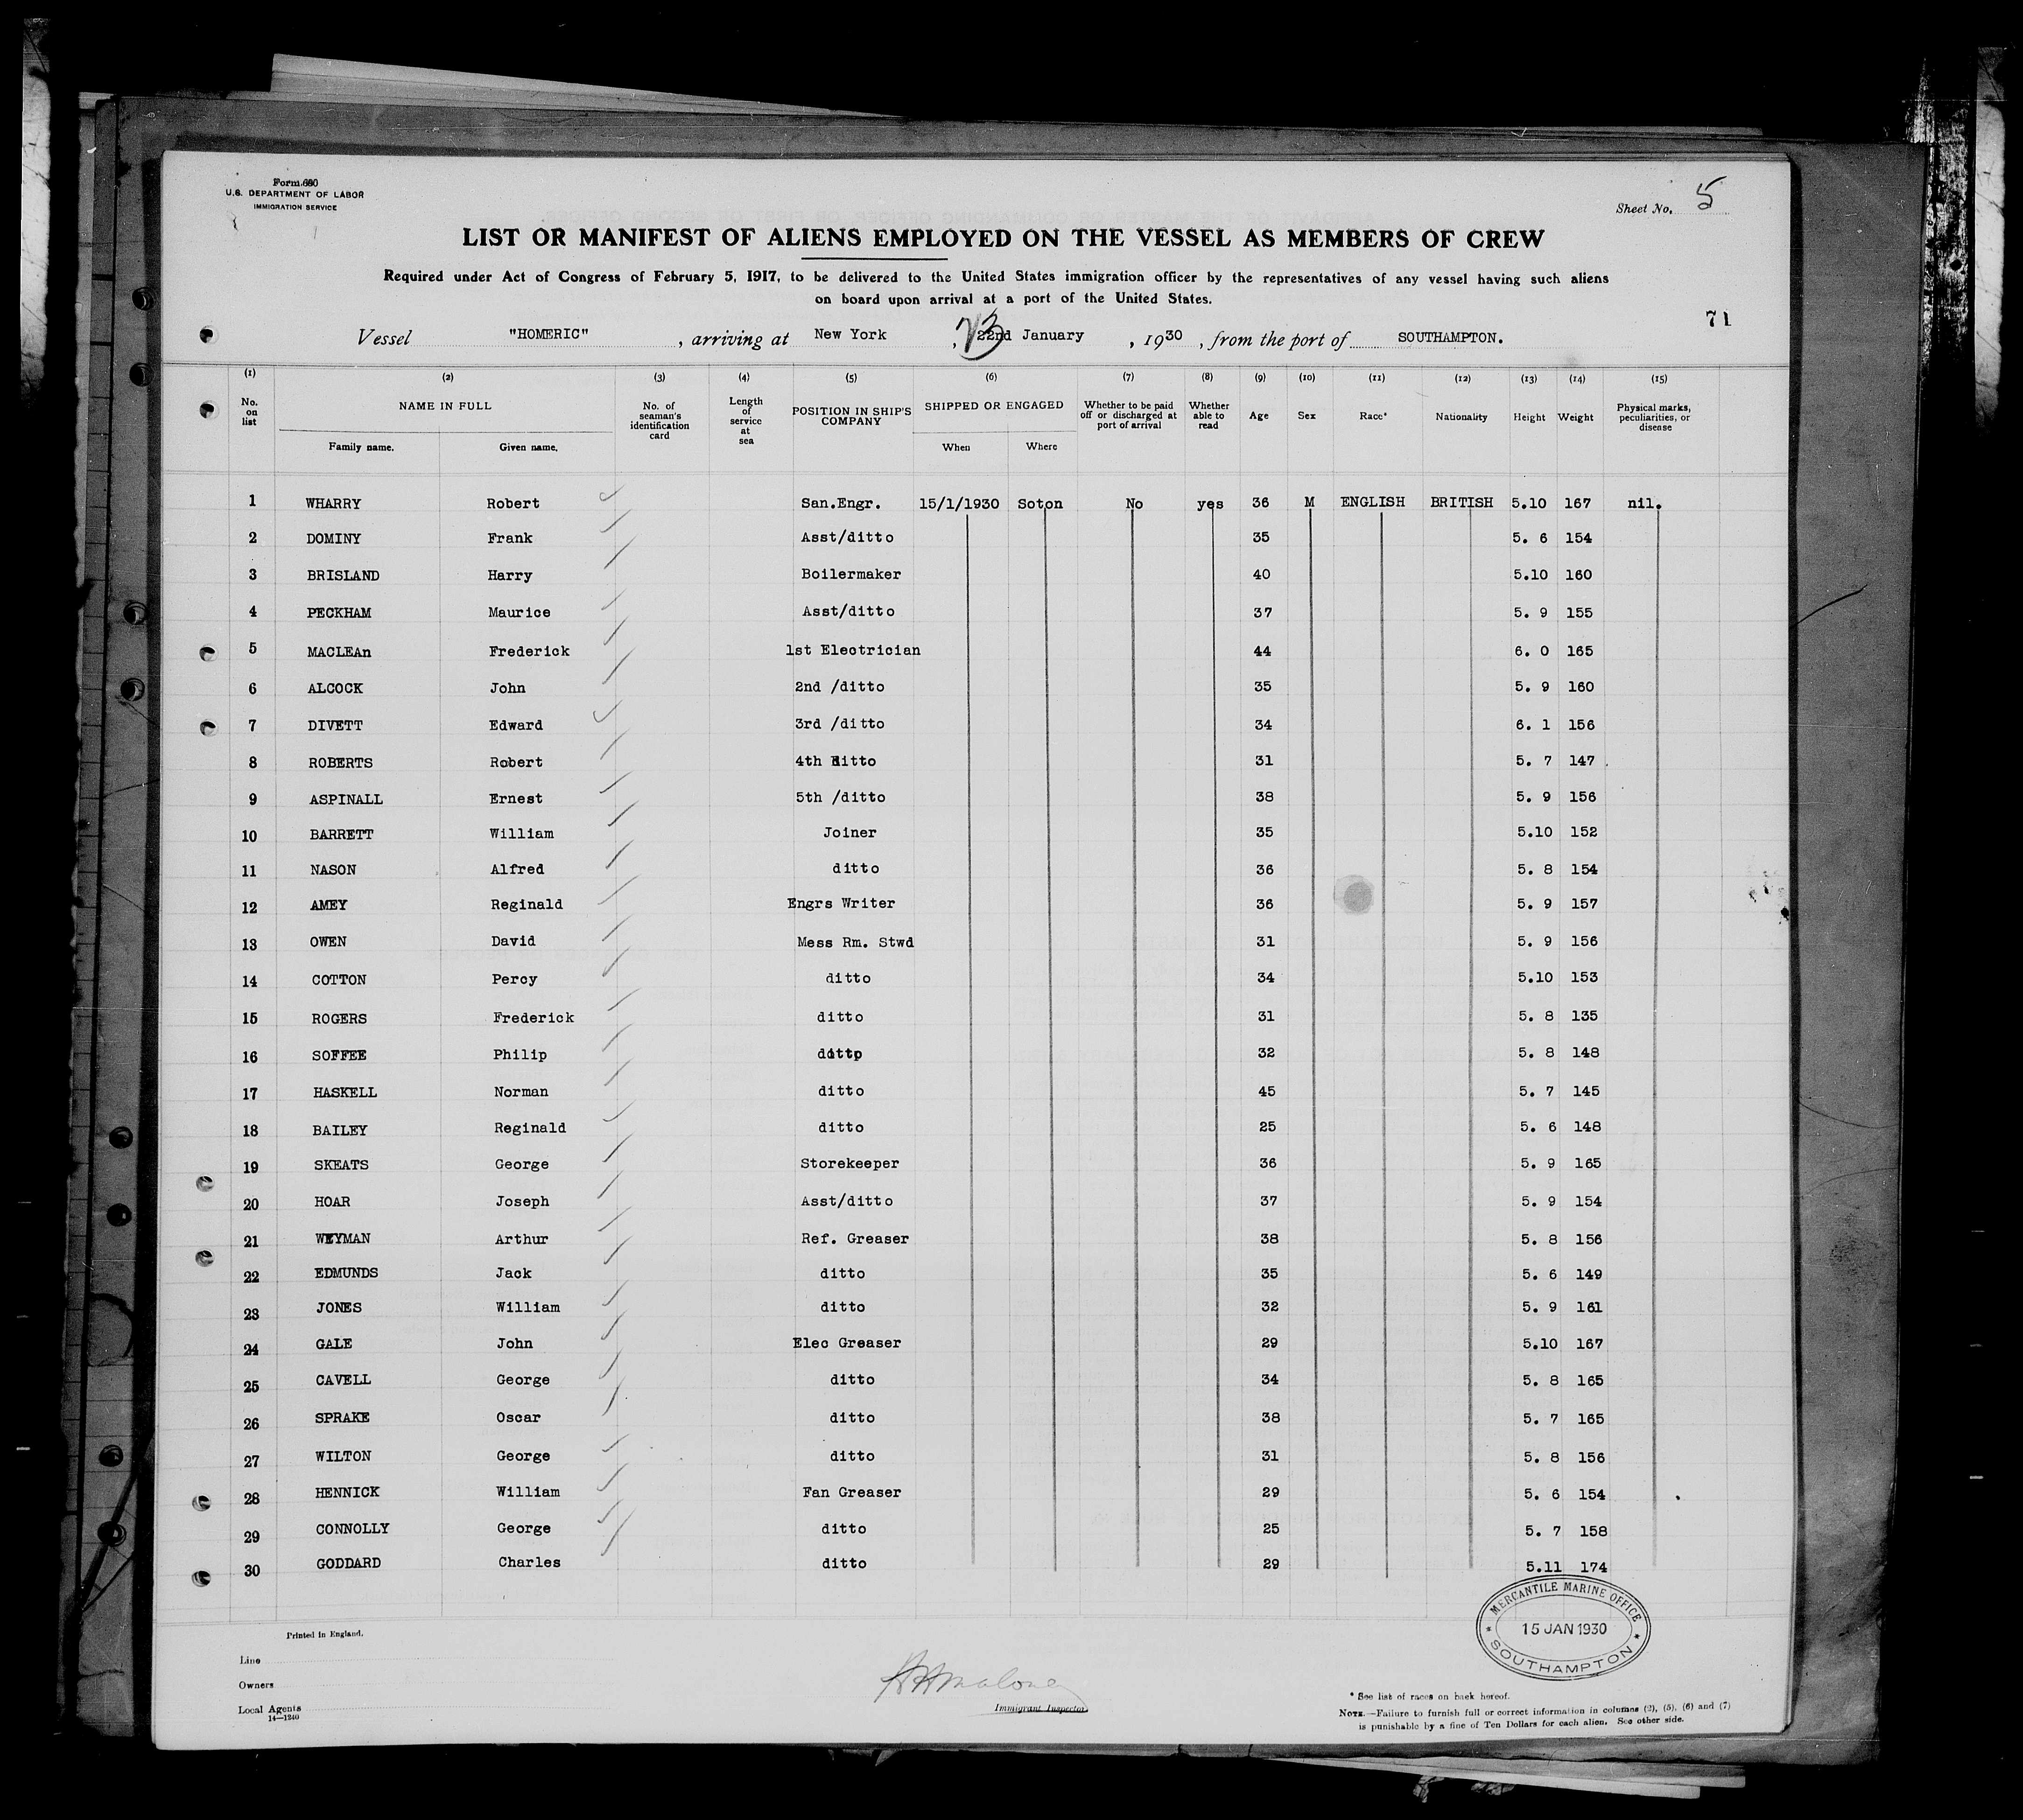 Form 680
U.S. DEPARTMENT OF LABOR
IMMIGRATION SERVICE
Sheet No. 5
LIST OR MANIFEST OF ALIENS EMPLOYED ON THE VESSEL AS MEMBERS OF CREW
Required under Act of Congress of February 5, 1917, to be delivered to the United States immigration officer by the representatives of any vessel having such aliens
on board upon arrival at a port of the United States.
71
Vessel "HOMERIC" , arriving at New York , 23 22nd January , 1930 , from the port of SOUTHAMPTON.
(1) (2) (3) (4) (5) (6) (7) (8) (9) (10) (11) (12) (13) (14) (15)
No. on list NAME IN FULL Family name. Given name. No. of seaman's identification card Length of service at sea POSITION IN SHIP'S COMPANY SHIPPED OR ENGAGED When Where Whether to be paid off or discharged at port of arrival Whether able to read Age Sex Race* Nationality Height Weight Physical marks, peculiarities, or disease
1 WHARRY Robert San.Engr. 15/1/1930 Soton No yes 36 M ENGLISH BRITISH 5.10 167 nil.
2 DOMINY Frank Asst/ditto 35 5. 6 154
3 BRISLAND Harry Boilermaker 40 5.10 160
4 PECKHAM Maurice Asst/ditto 37 5. 9 155
5 MACLEAn Frederick 1st Electrician 44 6. 0 165
6 ALCOCK John 2nd /ditto 35 5. 9 160
7 DIVETT Edward 3rd /ditto 34 6. 1 156
8 ROBERTS Robert 4th ditto 31 5. 7 147
9 ASPINALL Ernest 5th /ditto 38 5. 9 156
10 BARRETT William Joiner 35 5.10 152
11 NASON Alfred ditto 36 5. 8 154
12 AMEY Reginald Engrs Writer 36 5. 9 157
13 OWEN David Mess Rm. Stwd 31 5. 9 156
14 COTTON Percy ditto 34 5.10 153
15 ROGERS Frederick ditto 31 5. 8 135
16 SOFFEE Philip ddttp 32 5. 8 148
17 HASKELL Norman ditto 45 5. 7 145
18 BAILEY Reginald ditto 25 5. 6 148
19 SKEATS George Storekeeper 36 5. 9 165
20 HOAR Joseph Asst/ditto 37 5. 9 154
21 WEYMAN Arthur Ref. Greaser 38 5. 8 156
22 EDMUNDS Jack ditto 35 5. 6 149
23 JONES William ditto 32 5. 9 161
24 GALE John Elec Greaser 29 5.10 167
25 CAVELL George ditto 34 5. 8 165
26 SPRAKE Oscar ditto 38 5. 7 165
27 WILTON George ditto 31 5. 8 156
28 HENNICK William Fan Greaser 29 5. 6 154
29 CONNOLLY George ditto 25 5. 7 158
30 GODDARD Charles ditto 29 5.11 174
MERCANTILE MARINE OFFICE
15 JAN 1930
SOUTHAMPTON
Printed in England.
Line
Owners
Local Agents
14—1240
Malone
Immigrant Inspector.
* See list of races on back hereof.
NOTE.—Failure to furnish full or correct information in columns (2), (5), (6) and (7)
is punishable by a fine of Ten Dollars for each alien. See other side.